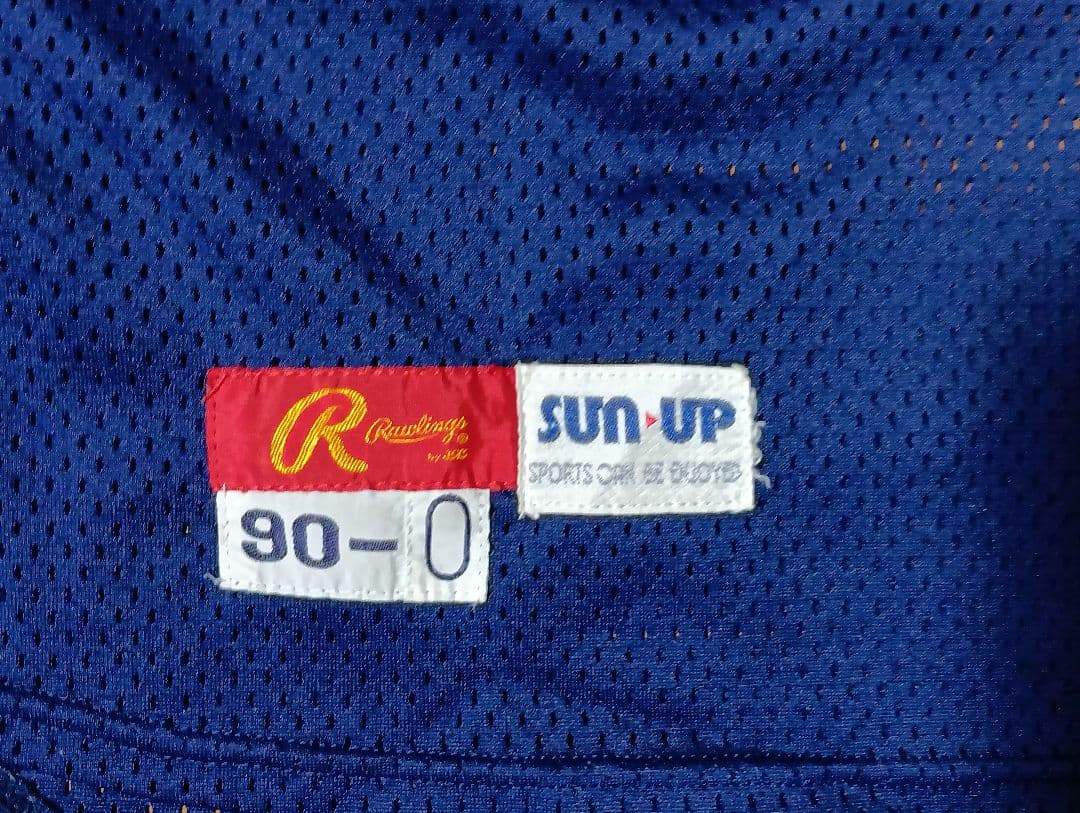 R Rawlings®
SUN UP
SPORTS CAN BE ENJOYED
90-0